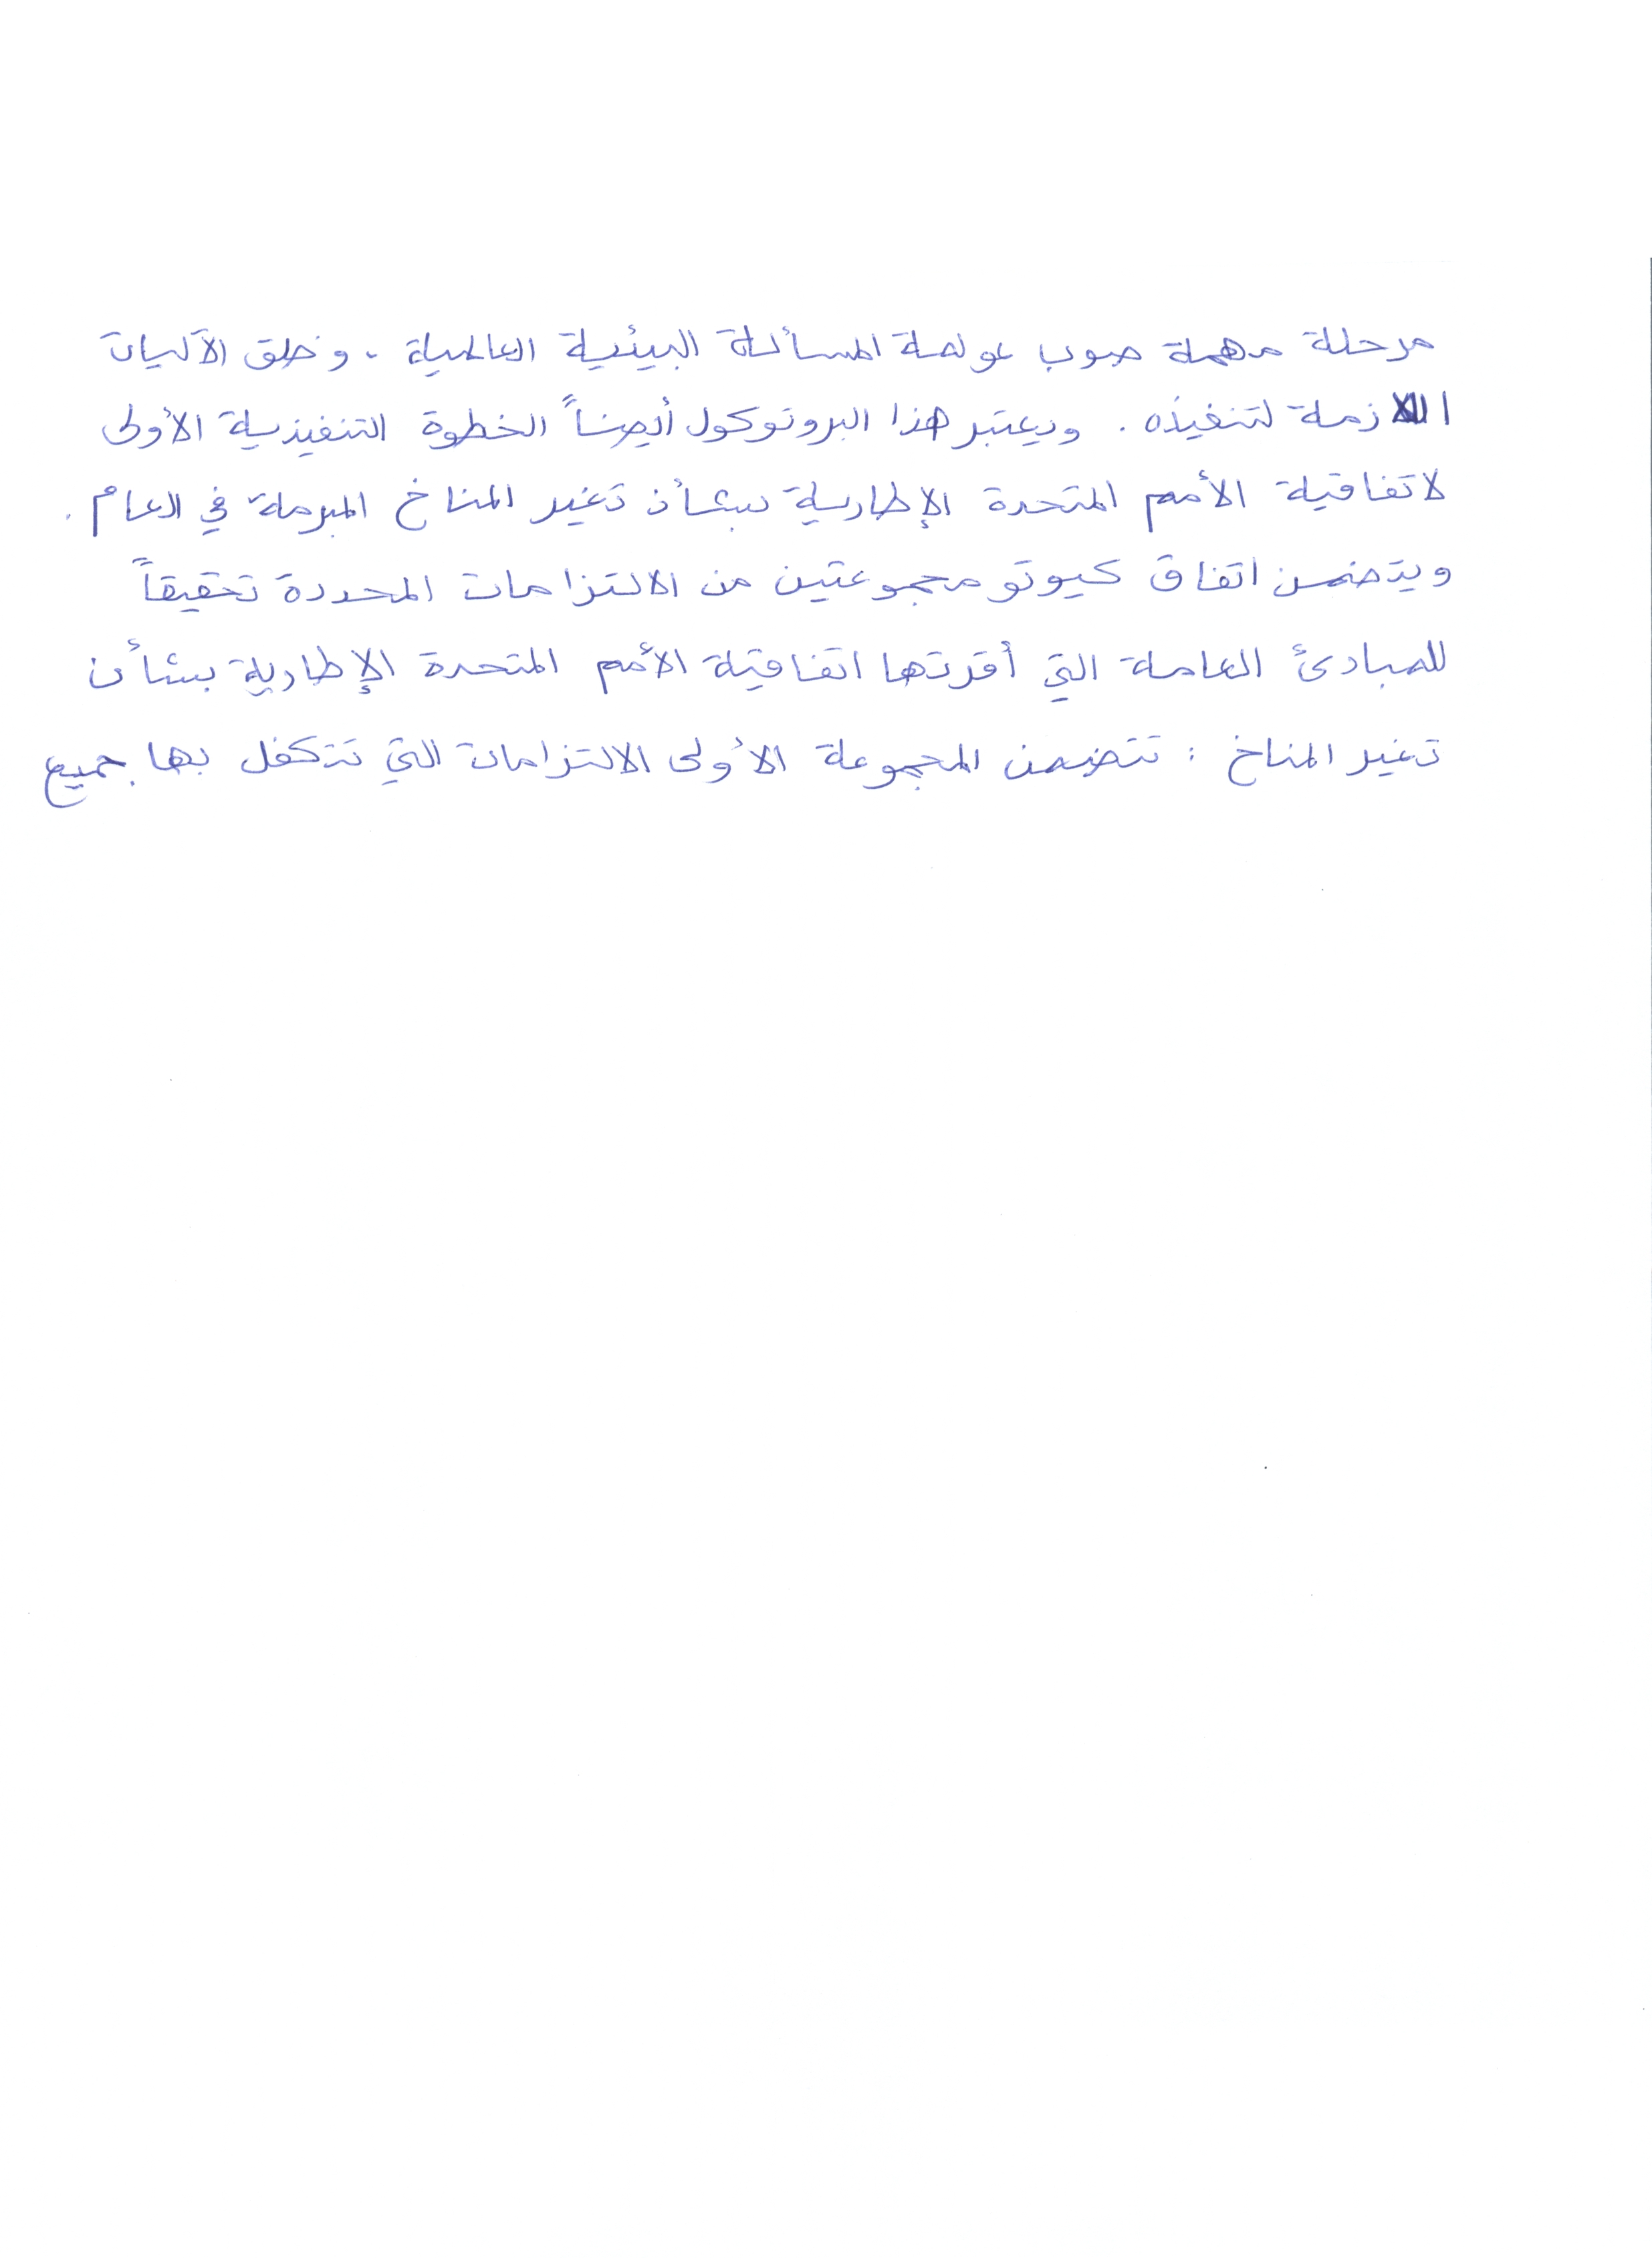 مرحلة مهمة صوب عولمة المسألة البيئية العالمية . وخلق الآليات
اللازمة لتنفيذه . ويعتبر هذا البروتوكول أيضاً الخطوة التنفيذية الأولى
لاتفاقية الأمم المتحدة الإطارية بشأن تغير المناخ المبرمة في العام .
ويتضمن اتفاق كيوتو مجموعتين من الالتزامات المحددة تحقيقاً
للمبادئ العامة التي أقرتها اتفاقية الأمم المتحدة الإطارية بشأن
تغير المناخ : تتضمن المجموعة الأولى الالتزامات التي تتكفل بها جميع